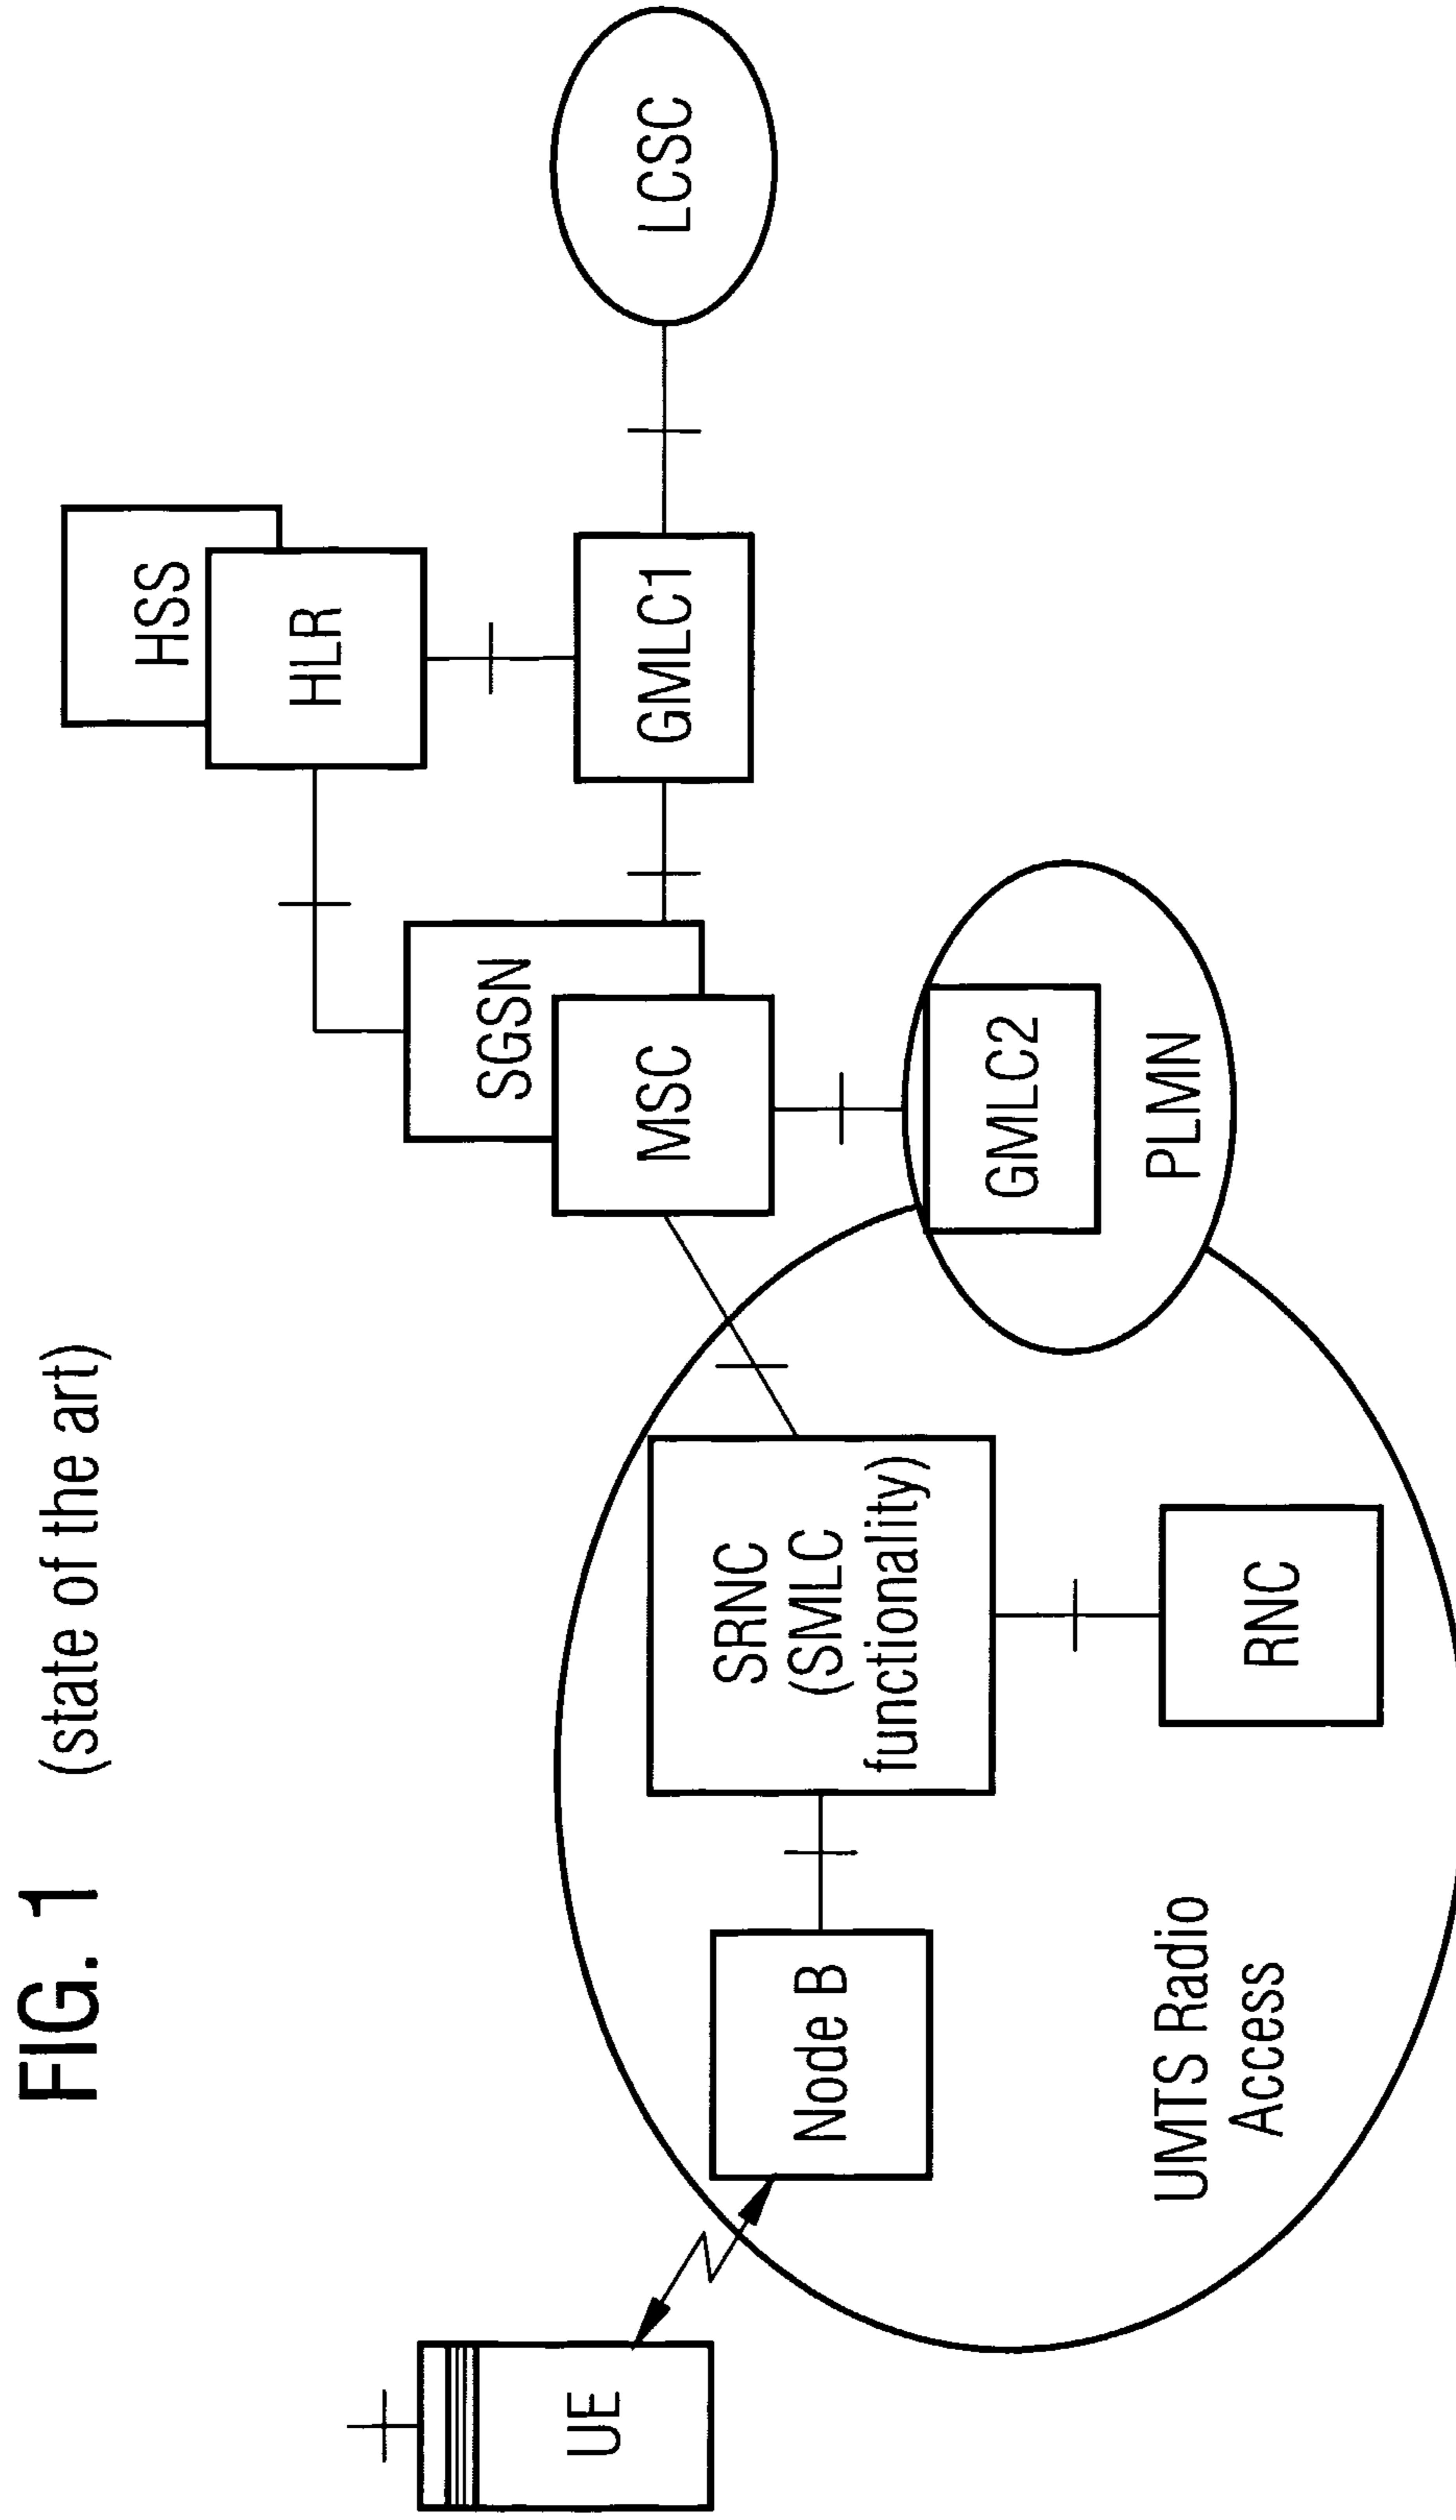 FIG. 1 (state of the art)
HSS
HLR
SGSN
UE
MSC
GMLC1
LCSC
SRNC
(SMLC
functionality)
Node B
GMLC2
PLMN
RNC
UMTS Radio
Access